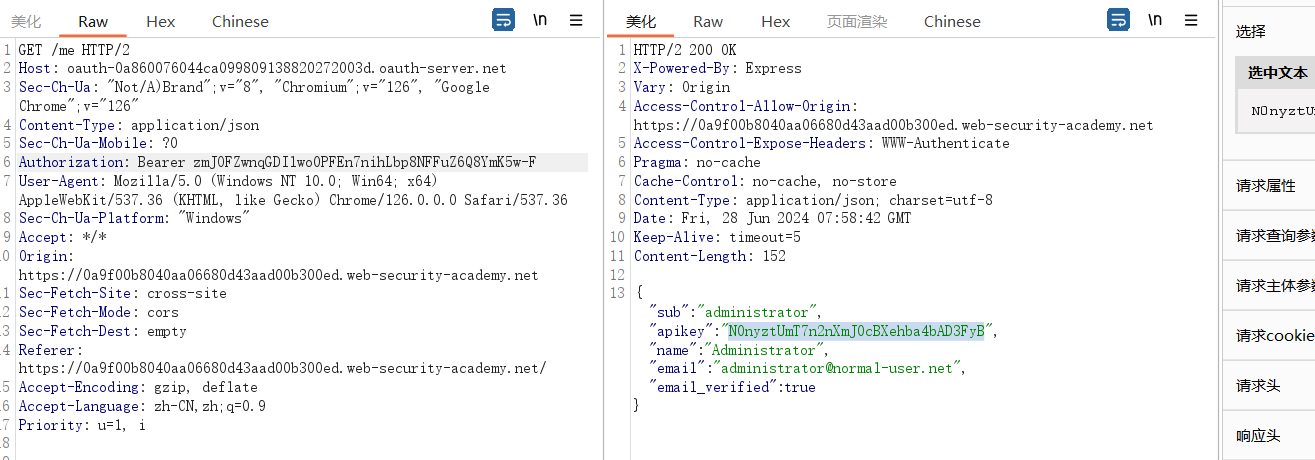 美化 Raw Hex Chinese \n
1 GET /me HTTP/2
2 Host: oauth-0a860076044ca099809138820272003d.oauth-server.net
3 Sec-Ch-Ua: "Not/A)Brand";v="8", "Chromium";v="126", "Google
Chrome";v="126"
4 Content-Type: application/json
5 Sec-Ch-Ua-Mobile: ?0
6 Authorization: Bearer zmJ0FZwnqGDIlwo0PFEn7nihLbp8NFFuZ6Q8YmK5w-F
7 User-Agent: Mozilla/5.0 (Windows NT 10.0; Win64; x64)
AppleWebKit/537.36 (KHTML, like Gecko) Chrome/126.0.0.0 Safari/537.36
8 Sec-Ch-Ua-Platform: "Windows"
9 Accept: */*
0 Origin:
https://0a9f00b8040aa06680d43aad00b300ed.web-security-academy.net
1 Sec-Fetch-Site: cross-site
2 Sec-Fetch-Mode: cors
3 Sec-Fetch-Dest: empty
4 Referer:
https://0a9f00b8040aa06680d43aad00b300ed.web-security-academy.net/
5 Accept-Encoding: gzip, deflate
6 Accept-Language: zh-CN,zh;q=0.9
7 Priority: u=1, i
8
美化 Raw Hex 页面渲染 Chinese \n
1 HTTP/2 200 OK
2 X-Powered-By: Express
3 Vary: Origin
4 Access-Control-Allow-Origin:
https://0a9f00b8040aa06680d43aad00b300ed.web-security-academy.net
5 Access-Control-Expose-Headers: WWW-Authenticate
6 Pragma: no-cache
7 Cache-Control: no-cache, no-store
8 Content-Type: application/json; charset=utf-8
9 Date: Fri, 28 Jun 2024 07:58:42 GMT
10 Keep-Alive: timeout=5
11 Content-Length: 152
12
13 {
"sub":"administrator",
"apikey":"N0nyztUmT7n2nXmJ0cBXehba4bAD3FyB",
"name":"Administrator",
"email":"administrator@normal-user.net",
"email_verified":true
}
选择
选中文本
N0nyztUm
请求属性
请求查询参数
请求主体参数
请求cookie
请求头
响应头